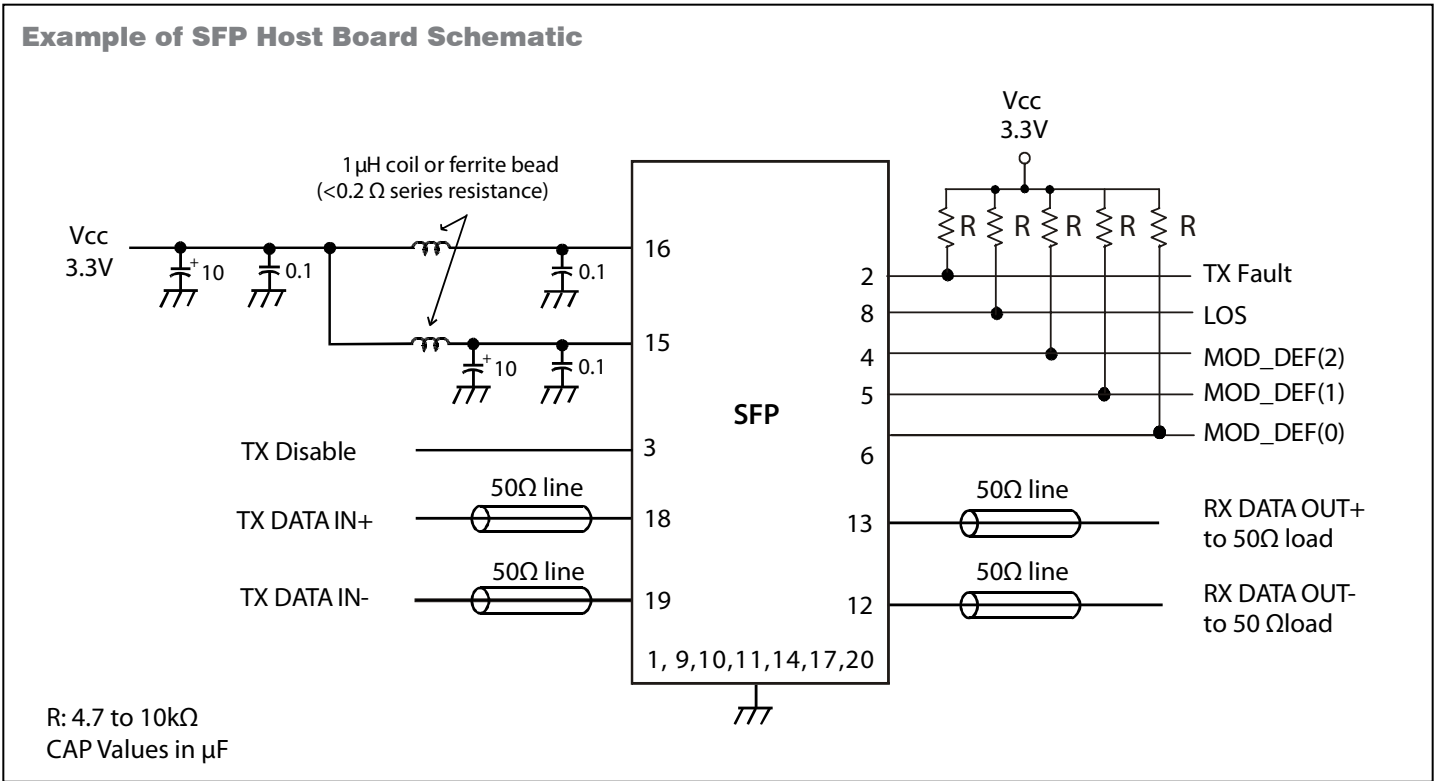 Example of SFP Host Board Schematic
Vcc
3.3V
1µH coil or ferrite bead
(<0.2 Ω series resistance)
Vcc
3.3V
+10
0.1
0.1
16
+10
0.1
15
R
R
R
R
R
2
TX Fault
8
LOS
4
MOD_DEF(2)
5
MOD_DEF(1)
6
MOD_DEF(0)
SFP
TX Disable
3
50Ω line
TX DATA IN+
18
50Ω line
TX DATA IN-
19
50Ω line
13
RX DATA OUT+
to 50Ω load
50Ω line
12
RX DATA OUT-
to 50 Ωload
1, 9,10,11,14,17,20
R: 4.7 to 10kΩ
CAP Values in µF